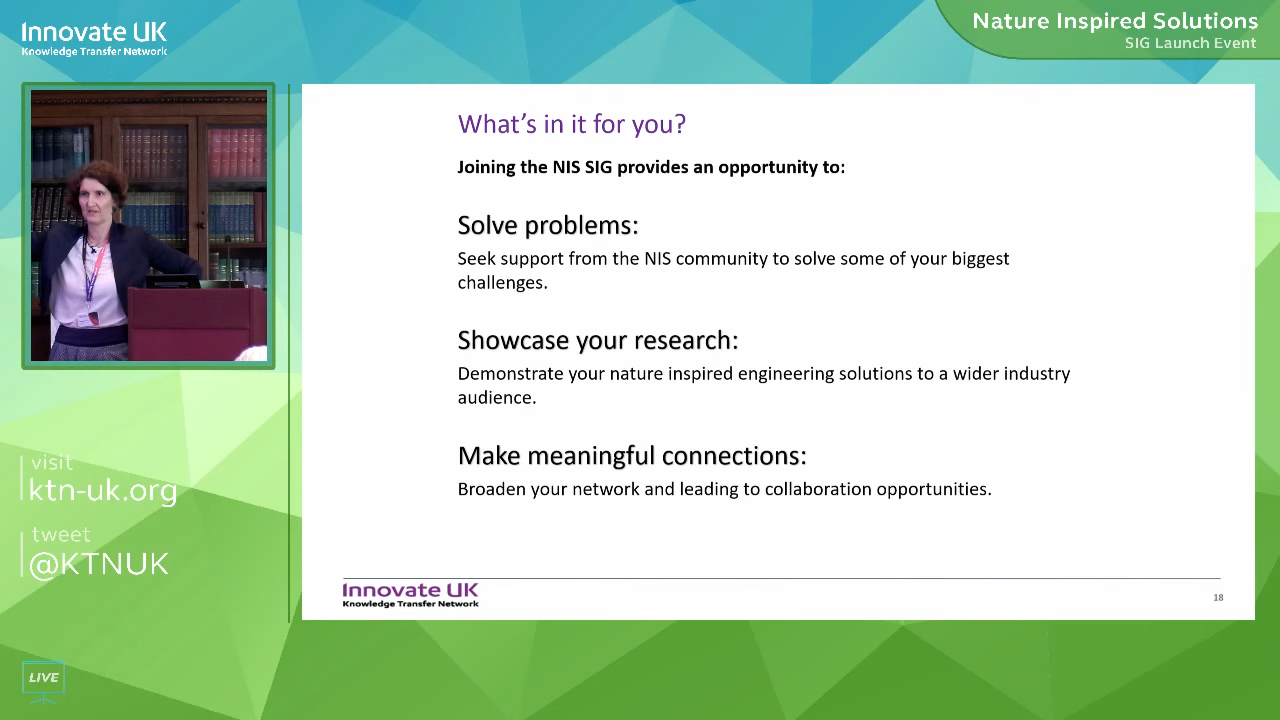 Innovate UK
Knowledge Transfer Network
Nature Inspired Solutions
SIG Launch Event
What's in it for you?
Joining the NIS SIG provides an opportunity to:
Solve problems:
Seek support from the NIS community to solve some of your biggest
challenges.
Showcase your research:
Demonstrate your nature inspired engineering solutions to a wider industry
audience.
Make meaningful connections:
Broaden your network and leading to collaboration opportunities.
Innovate UK
Knowledge Transfer Network
18
visit
ktn-uk.org
tweet
@KTNUK
LIVE